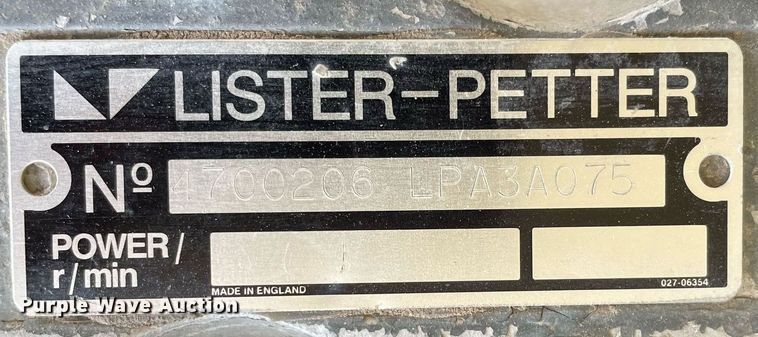 LISTER-PETTER
Nº 4700206 LPA3A075
POWER/
r/min
MADE IN ENGLAND
027-06354
Purple Wave Auction